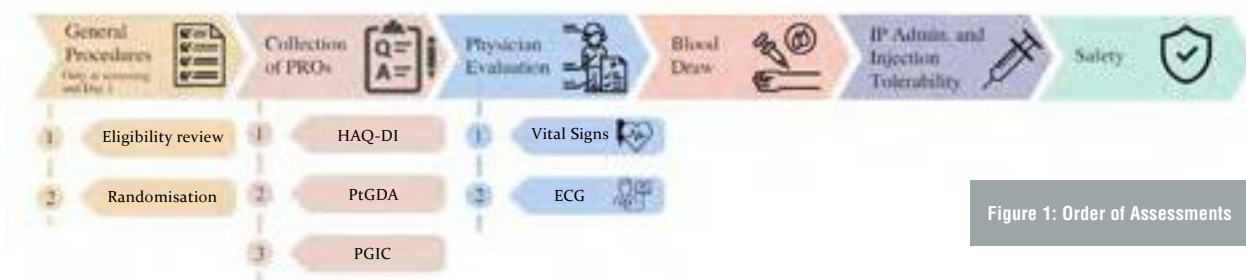 General
Procedures
Only at screening
and Day 1
Collection
of PROs
Q=
A=
Physician
Evaluation
Blood
Draw
IP Admin. and
Injection
Tolerability
Safety
1
Eligibility review
2
Randomisation
1
HAQ-DI
2
PtGDA
3
PGIC
1
Vital Signs
2
ECG
Figure 1: Order of Assessments